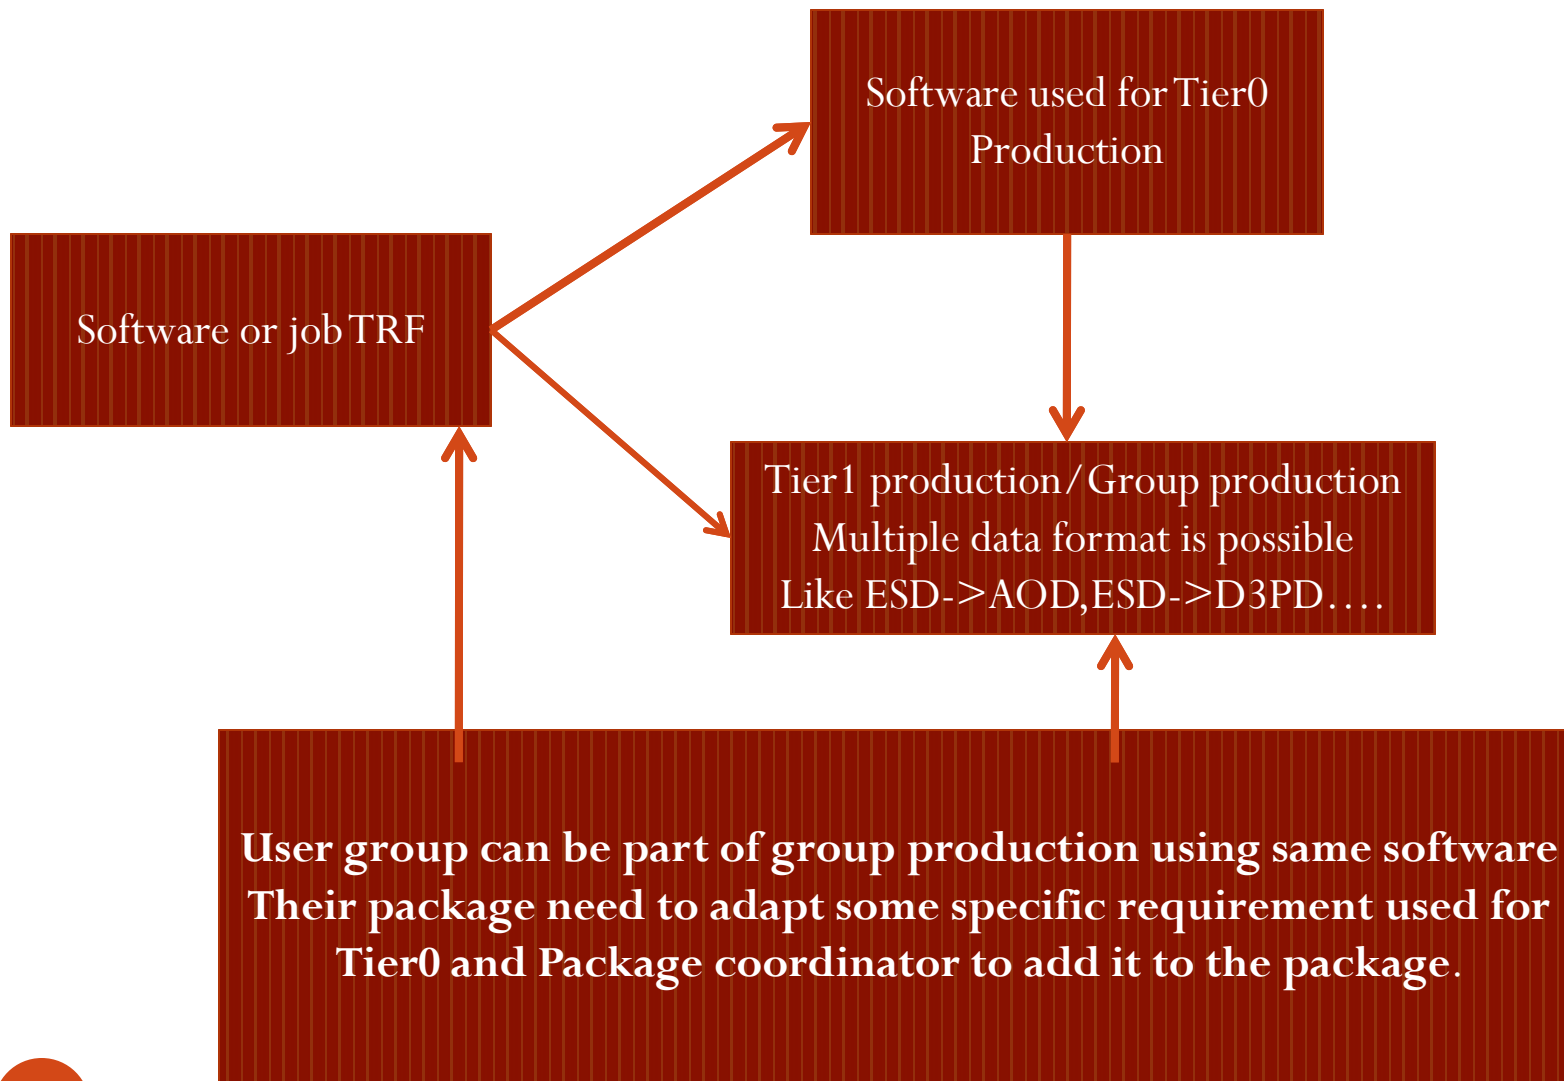 Software used for Tier0
Production
Software or job TRF
Tier1 production/Group production
Multiple data format is possible
Like ESD->AOD,ESD->D3PD....
User group can be part of group production using same software
Their package need to adapt some specific requirement used for
Tier0 and Package coordinator to add it to the package.